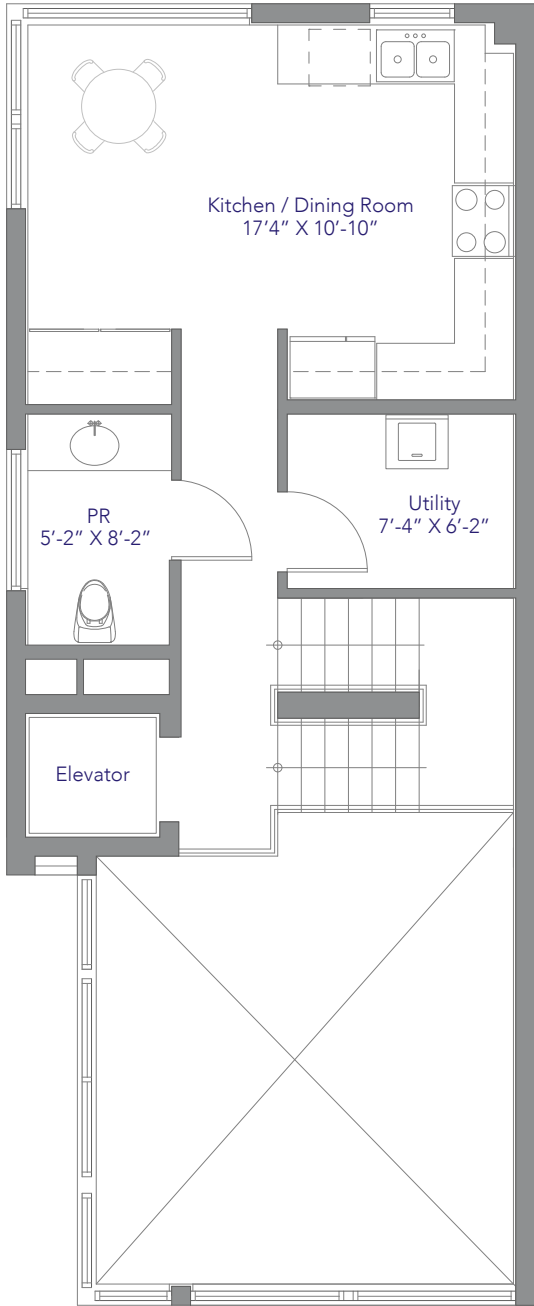 Kitchen / Dining Room
17’4” X 10’-10”
PR
5’-2” X 8’-2”
Utility
7’-4” X 6’-2”
Elevator